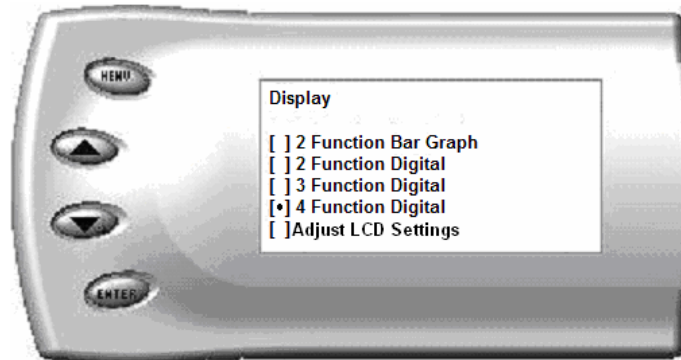 MENU
Display
[ ] 2 Function Bar Graph
[ ] 2 Function Digital
[ ] 3 Function Digital
[•] 4 Function Digital
[ ]Adjust LCD Settings
ENTER